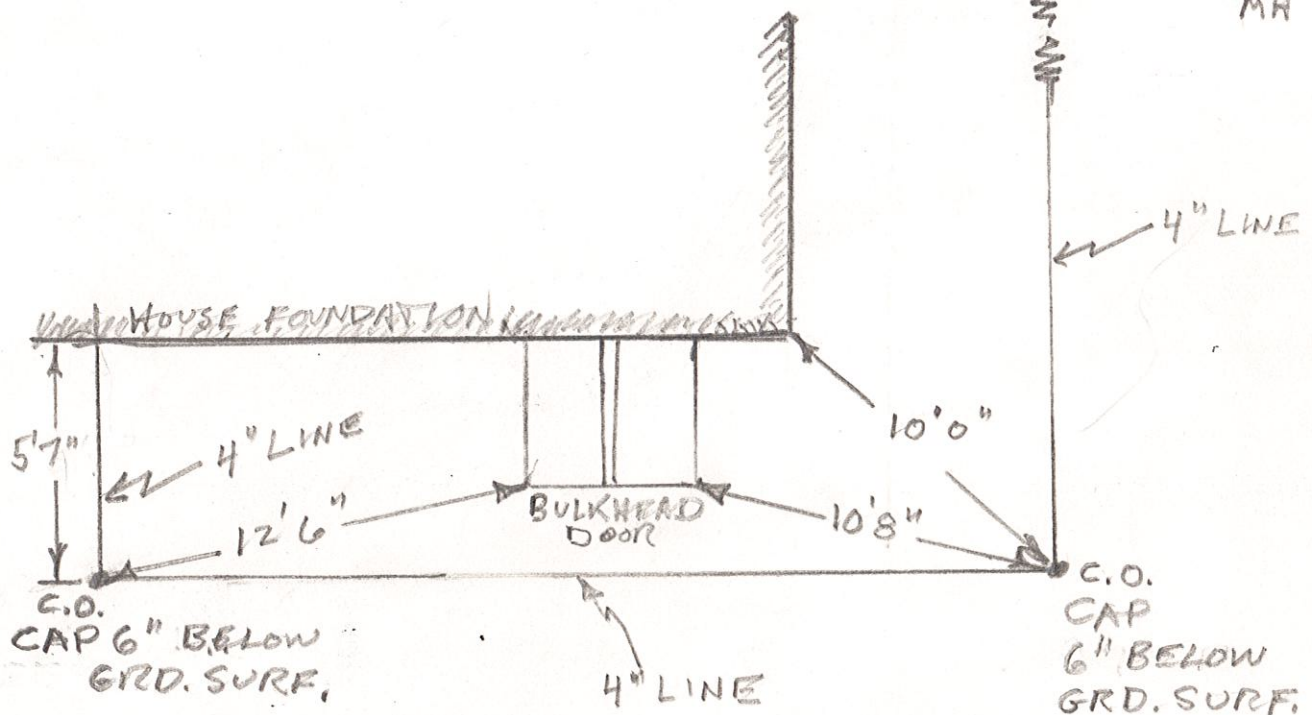 MH
4" LINE
HOUSE FOUNDATION
5'7"
4" LINE
10'0"
12'6"
BULKHEAD
DOOR
10'8"
C.O.
CAP 6" BELOW
GRD. SURF.
4" LINE
C.O.
CAP
6" BELOW
GRD. SURF.